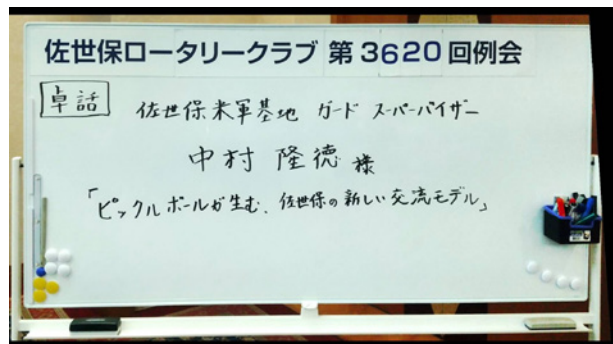 佐世保ロータリークラブ 第3620回例会
卓話 佐世保米軍基地 ガード スーパーバイザー
中村 隆徳 様
「ピックルボールが生む、佐世保の新しい交流モデル」